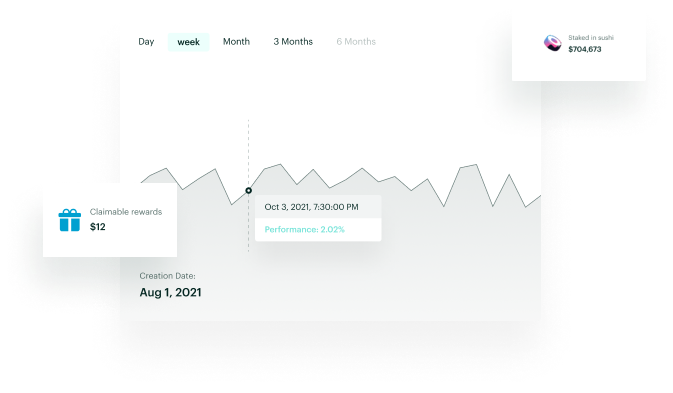 Day week Month 3 Months 6 Months
Staked in sushi
$704,673
Claimable rewards
$12
Oct 3, 2021, 7:30:00 PM
Performance: 2.02%
Creation Date:
Aug 1, 2021